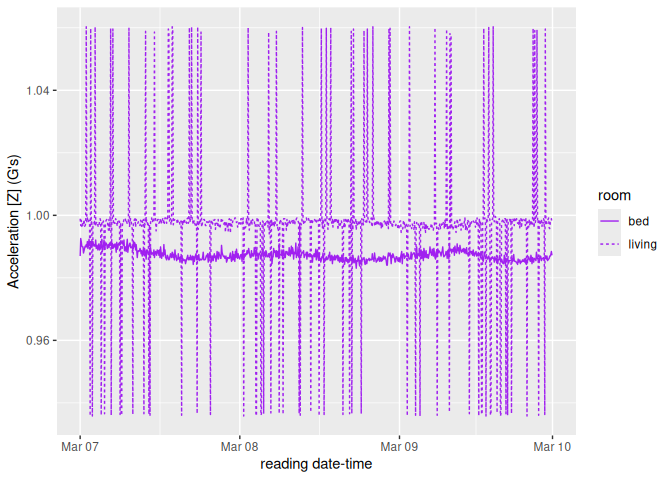 Acceleration [Z] (G's)
1.04
1.00
0.96
Mar 07
Mar 08
Mar 09
Mar 10
reading date-time
room
bed
living